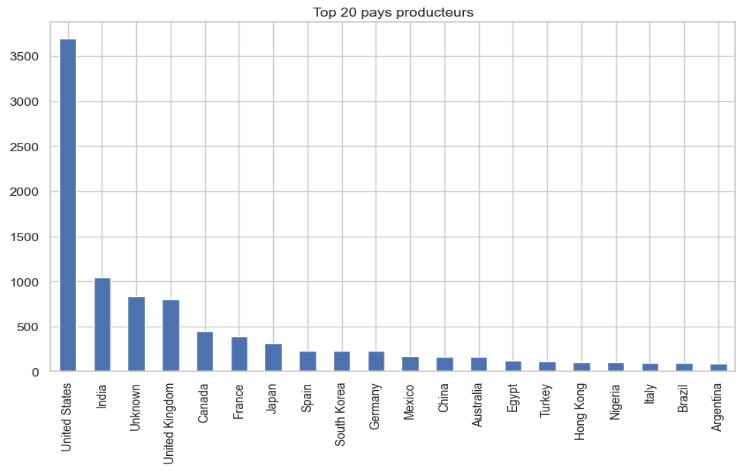 Top 20 pays producteurs
3500
3000
2500
2000
1500
1000
500
0
United States
India
Unknown
United Kingdom
Canada
France
Japan
Spain
South Korea
Germany
Mexico
China
Australia
Egypt
Turkey
Hong Kong
Nigeria
Italy
Brazil
Argentina